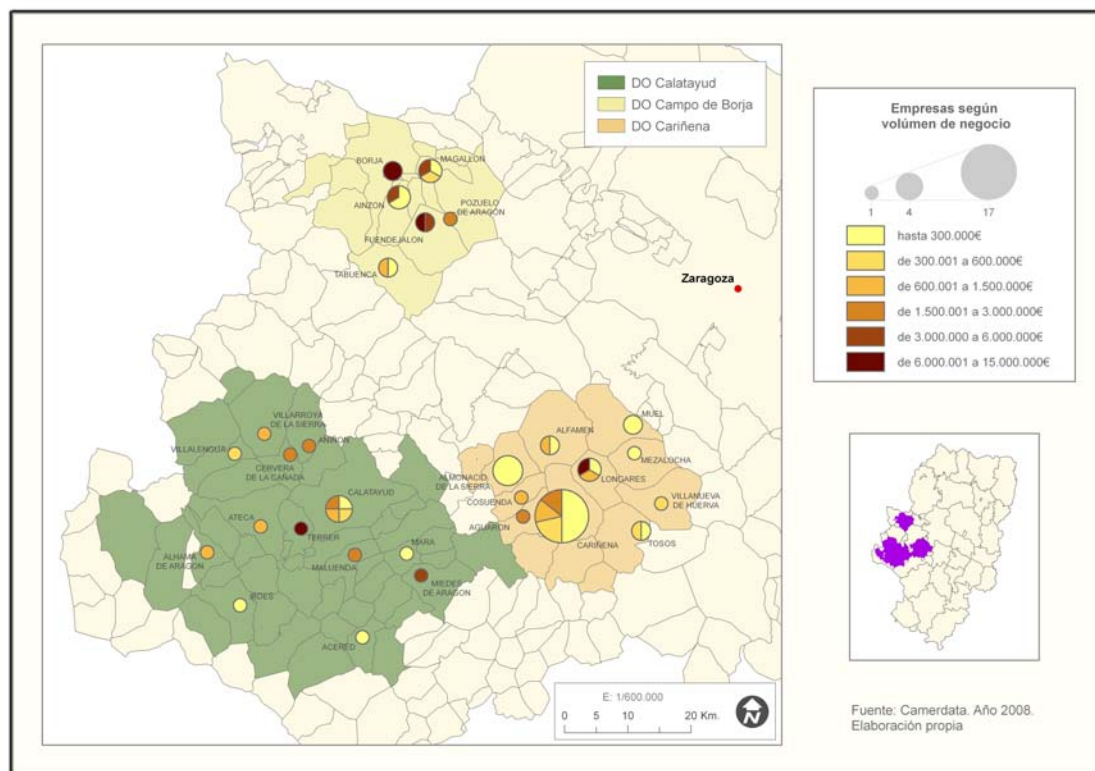 DO Calatayud
DO Campo de Borja
DO Cariñena
Empresas según
volúmen de negocio
1
4
17
hasta 300.000€
de 300.001 a 600.000€
de 600.001 a 1.500.000€
de 1.500.001 a 3.000.000€
de 3.000.000 a 6.000.000€
de 6.000.001 a 15.000.000€
BORJA
MAGALLON
AINZON
POZUELO
DE ARAGÓN
FUENDEJALON
TABUENCA
Zaragoza
VILLARROYA
DE LA SIERRA
VILLALENGUA
ANIÑON
CERVERA
DE LA CAÑADA
CALATAYUD
ATECA
TERRER
ALHAMA
DE ARAGON
MALUENDA
MARA
MIEDES
DE ARAGON
IBDES
ACERED
MUEL
ALFAMEN
MEZALOCHA
ALMONACID
DE LA SIERRA
LONGARES
COSUENDA
VILLANUEVA
DE HUERVA
AGUARON
CARIÑENA
TOSOS
E: 1/600.000
0 5 10 20 Km.
N
Fuente: Camerdata. Año 2008.
Elaboración propia